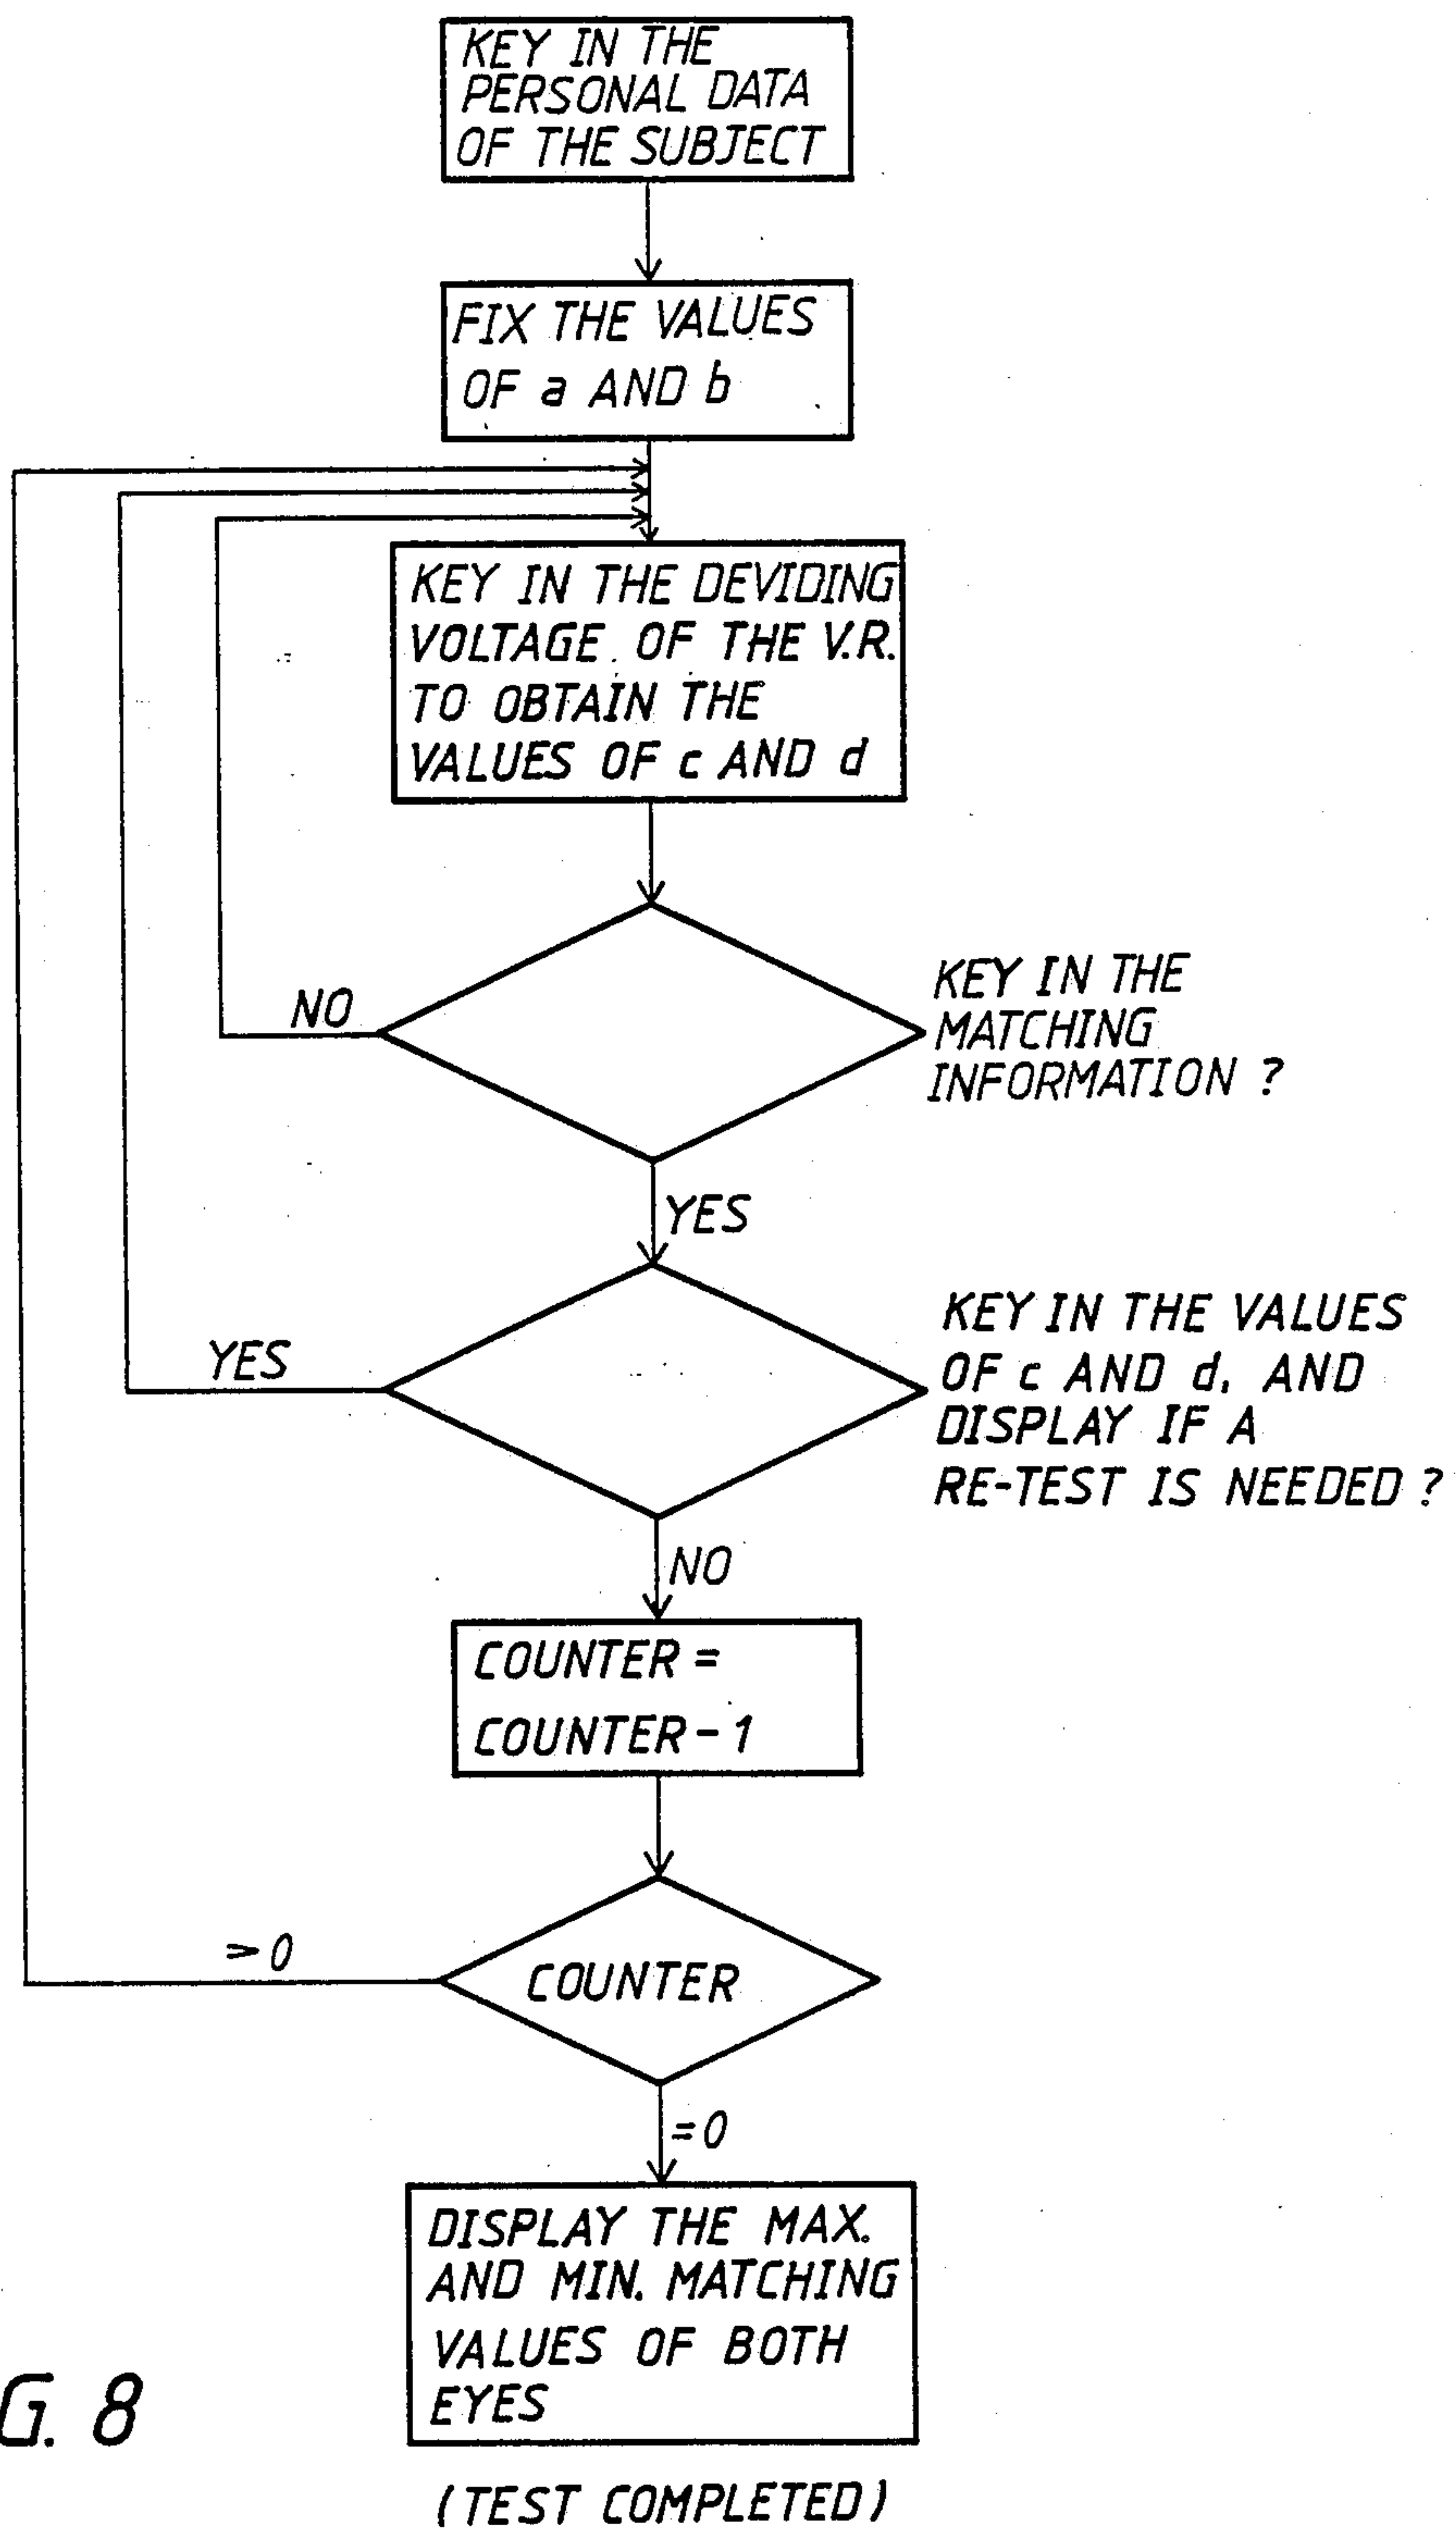 KEY IN THE
PERSONAL DATA
OF THE SUBJECT
FIX THE VALUES
OF a AND b
KEY IN THE DEVIDING
VOLTAGE OF THE V.R.
TO OBTAIN THE
VALUES OF c AND d
KEY IN THE
MATCHING
INFORMATION ?
NO
YES
KEY IN THE VALUES
OF c AND d, AND
DISPLAY IF A
RE-TEST IS NEEDED ?
YES
NO
COUNTER =
COUNTER - 1
>0
COUNTER
=0
DISPLAY THE MAX.
AND MIN. MATCHING
VALUES OF BOTH
EYES
G. 8
(TEST COMPLETED)